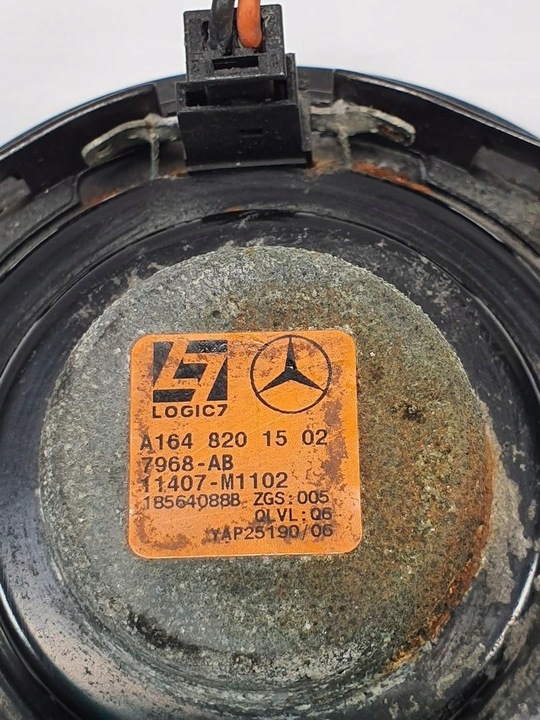 LOGIC7
A164 820 15 02
7968-AB
11407-M1102
18564088B ZGS:005
QLVL:Q6
YAP25190/06